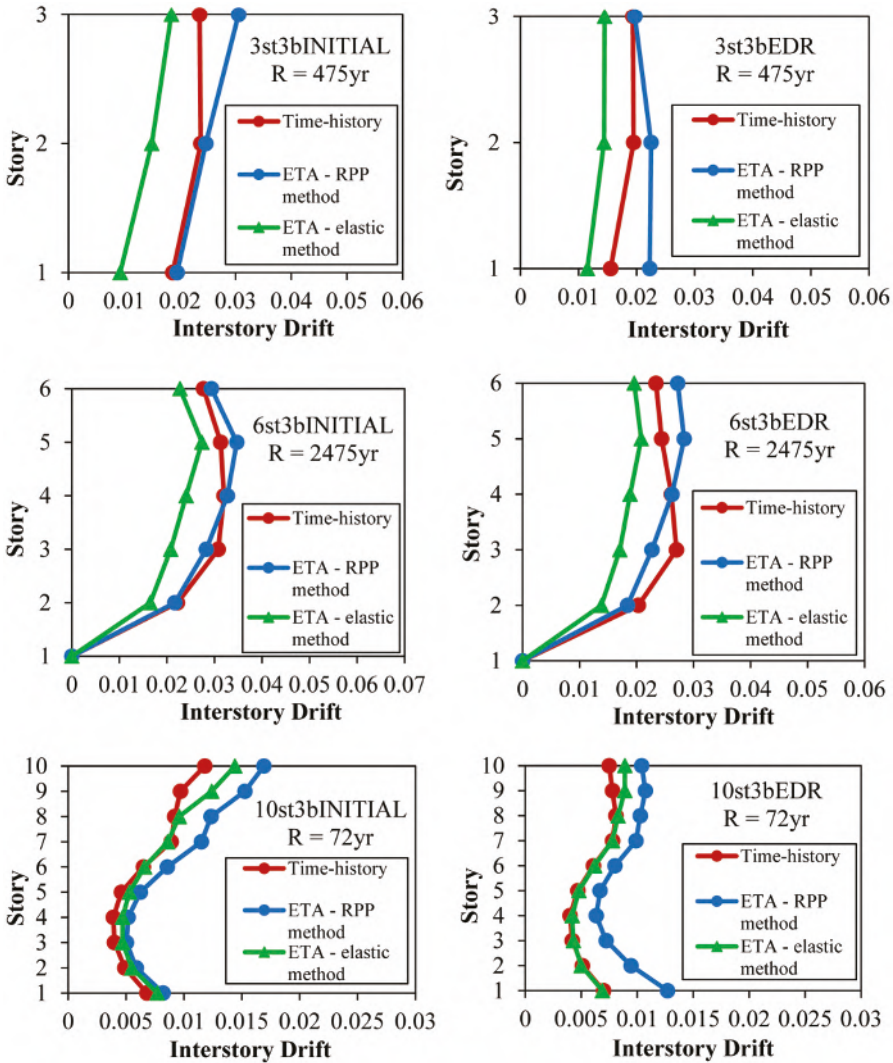 3
2
1
Story
3st3bINITIAL
R = 475yr
Time-history
ETA - RPP
method
ETA - elastic
method
0 0.01 0.02 0.03 0.04 0.05 0.06
Interstory Drift
3
2
1
Story
3st3bEDR
R = 475yr
Time-history
ETA - RPP
method
ETA - elastic
method
0 0.01 0.02 0.03 0.04 0.05 0.06
Interstory Drift
6
5
4
3
2
1
Story
6st3bINITIAL
R = 2475yr
Time-history
ETA - RPP
method
ETA - elastic
method
0 0.01 0.02 0.03 0.04 0.05 0.06 0.07
Interstory Drift
6
5
4
3
2
1
Story
6st3bEDR
R = 2475yr
Time-history
ETA - RPP
method
ETA - elastic
method
0 0.01 0.02 0.03 0.04 0.05 0.06
Interstory Drift
10
9
8
7
6
5
4
3
2
1
Story
10st3bINITIAL
R = 72yr
Time-history
ETA - RPP
method
ETA - elastic
method
0 0.005 0.01 0.015 0.02 0.025 0.03
Interstory Drift
10
9
8
7
6
5
4
3
2
1
Story
10st3bEDR
R = 72yr
Time-history
ETA - RPP
method
ETA - elastic
method
0 0.005 0.01 0.015 0.02 0.025 0.03
Interstory Drift